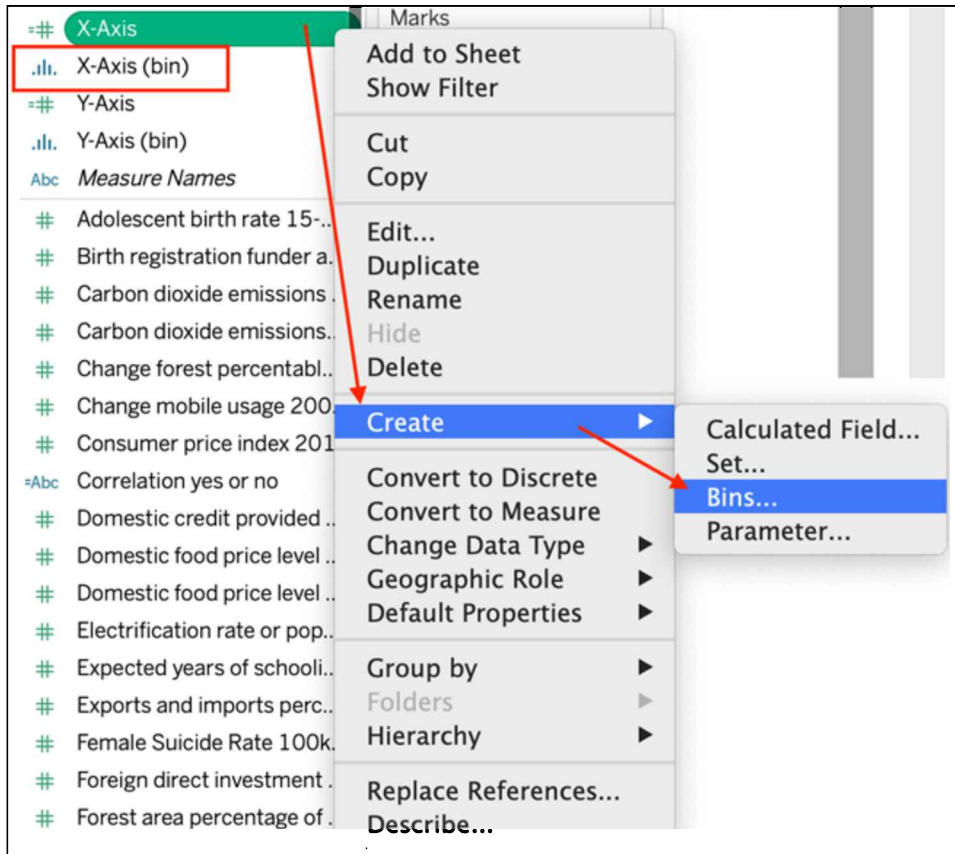 X-Axis
X-Axis (bin)
Y-Axis
Y-Axis (bin)
Abc Measure Names
Adolescent birth rate 15-..
Birth registration funder a.
Carbon dioxide emissions .
Carbon dioxide emissions..
Change forest percentabl..
Change mobile usage 200.
Consumer price index 201
=Abc Correlation yes or no
Domestic credit provided ..
Domestic food price level ..
Domestic food price level ..
Electrification rate or pop..
Expected years of schooli..
Exports and imports perc..
Female Suicide Rate 100k.
Foreign direct investment .
Forest area percentage of .
Marks
Add to Sheet
Show Filter
Cut
Copy
Edit...
Duplicate
Rename
Hide
Delete
Create
Convert to Discrete
Convert to Measure
Change Data Type
Geographic Role
Default Properties
Group by
Folders
Hierarchy
Replace References...
Describe...
Calculated Field...
Set...
Bins...
Parameter...